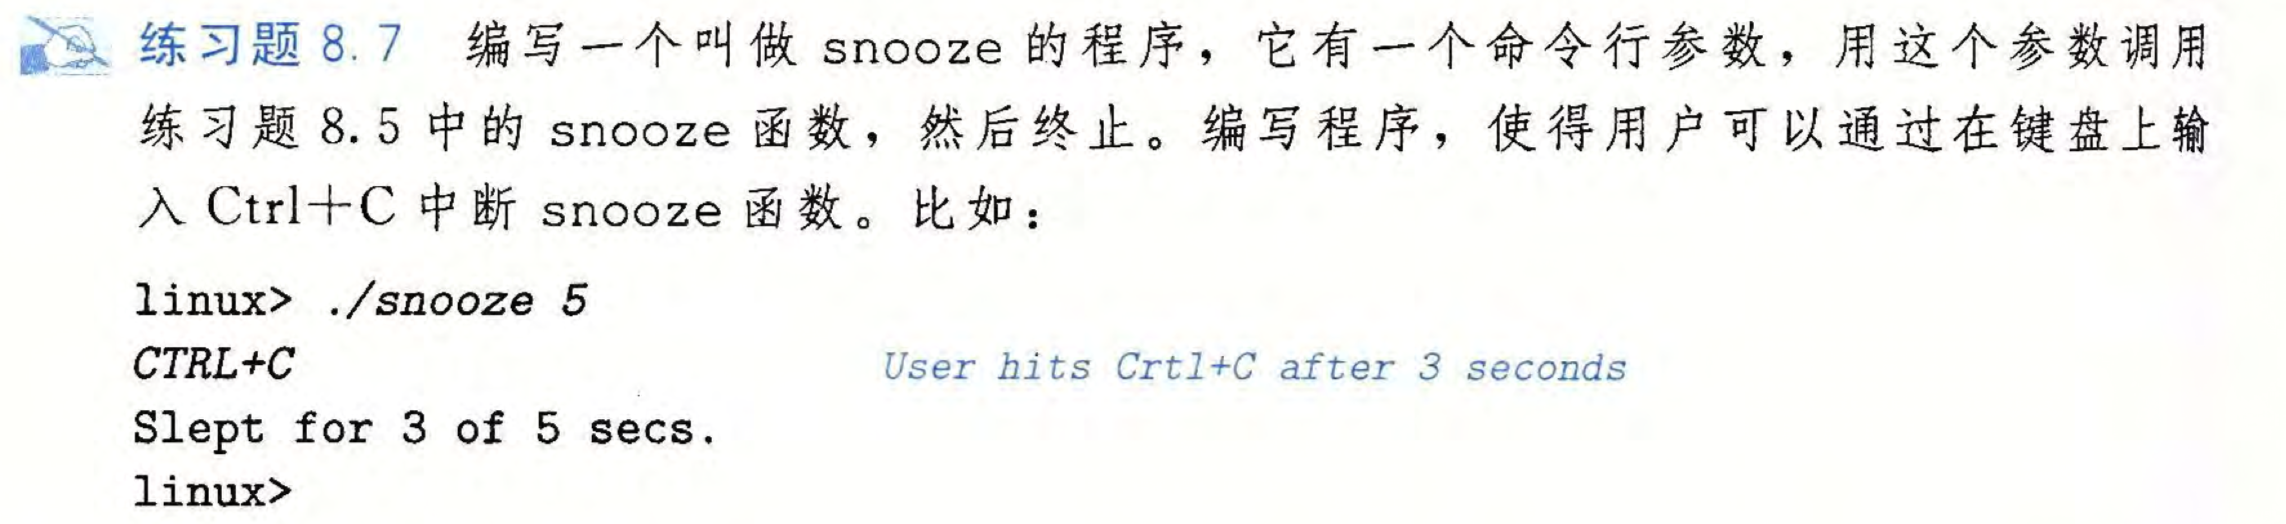 练习题 8.7 编写一个叫做 snooze 的程序，它有一个命令行参数，用这个参数调用
练习题 8.5 中的 snooze 函数，然后终止。编写程序，使得用户可以通过在键盘上输
入 Ctrl+C 中断 snooze 函数。比如：
linux> ./snooze 5
CTRL+C User hits Crtl+C after 3 seconds
Slept for 3 of 5 secs.
linux>